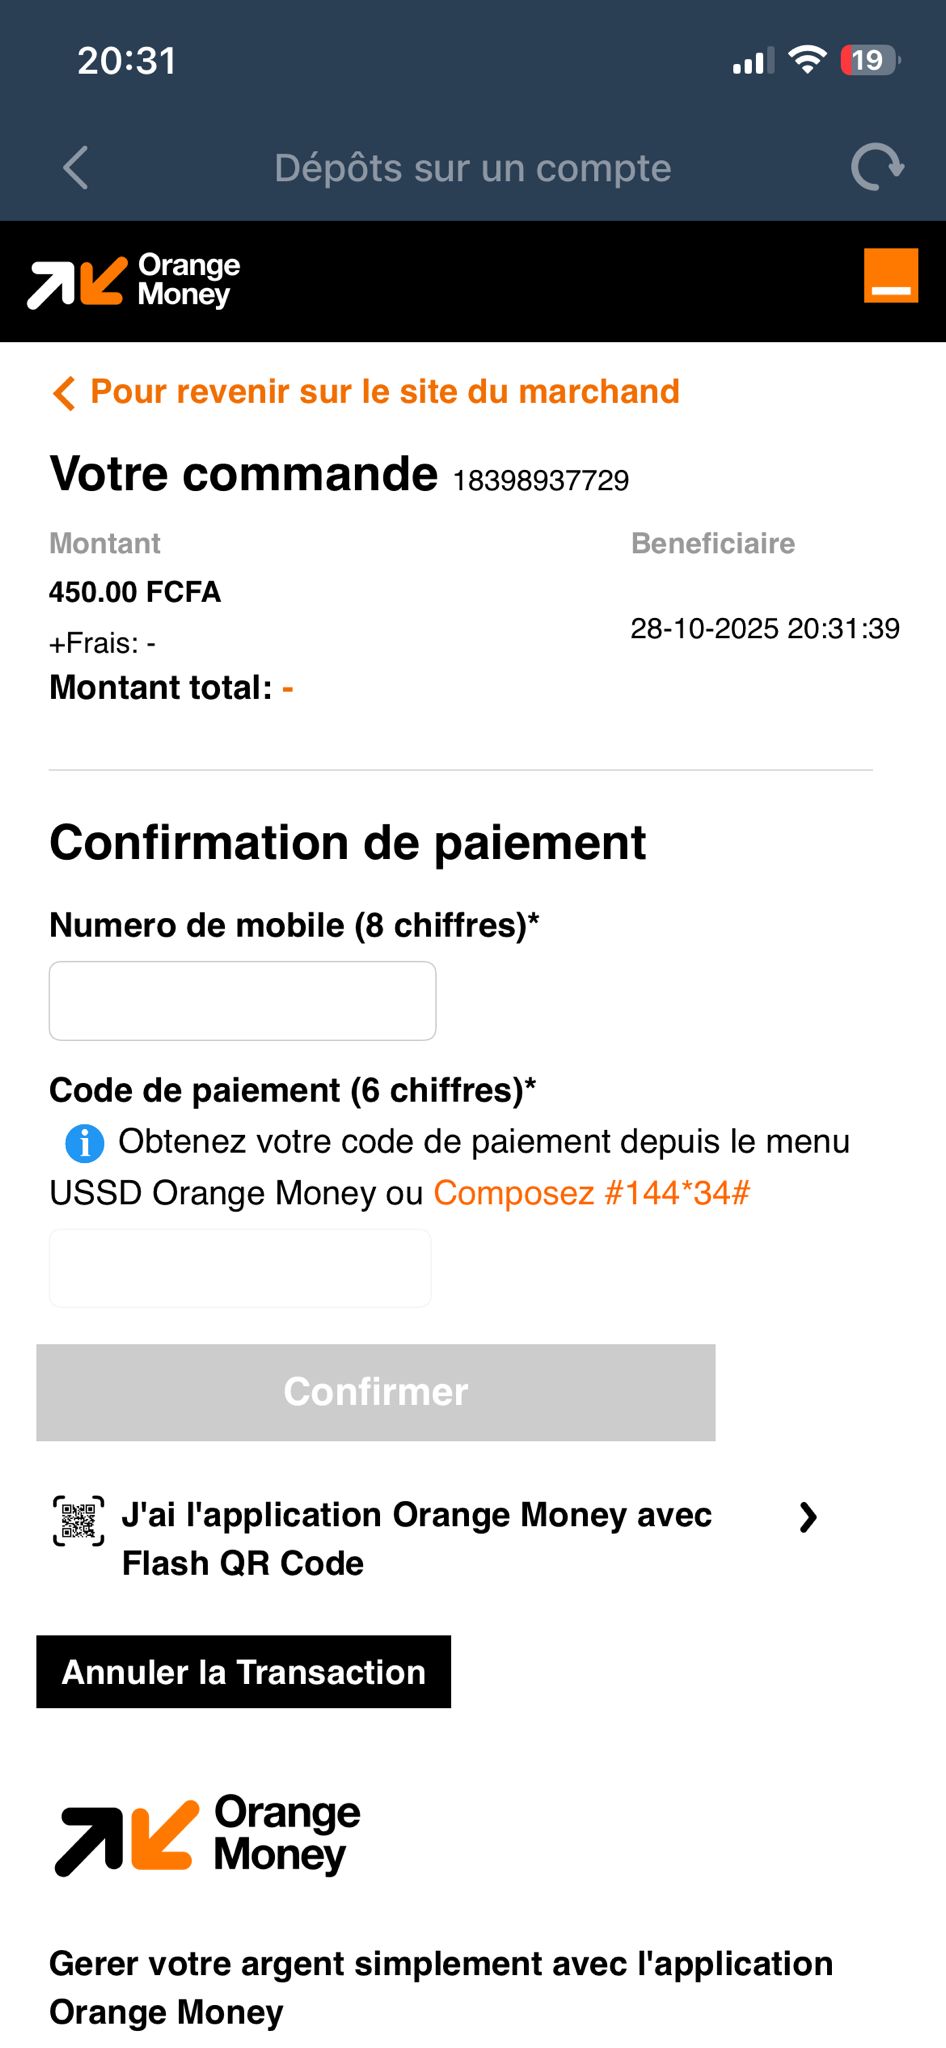 20:31
19
Dépôts sur un compte
Orange
Money
Pour revenir sur le site du marchand
Votre commande 18398937729
Montant
Beneficiaire
450.00 FCFA
28-10-2025 20:31:39
+Frais: -
Montant total: -
Confirmation de paiement
Numero de mobile (8 chiffres)*
Code de paiement (6 chiffres)*
Obtenez votre code de paiement depuis le menu
USSD Orange Money ou Composez #144*34#
Confirmer
J'ai l'application Orange Money avec
Flash QR Code
Annuler la Transaction
Orange
Money
Gerer votre argent simplement avec l'application
Orange Money